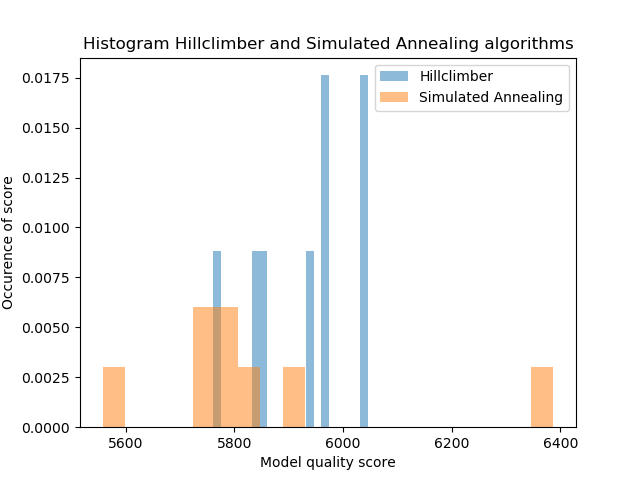 Histogram Hillclimber and Simulated Annealing algorithms
Hillclimber
Simulated Annealing
0.0175
0.0150
0.0125
0.0100
0.0075
0.0050
0.0025
0.0000
Occurence of score
5600
5800
6000
6200
6400
Model quality score